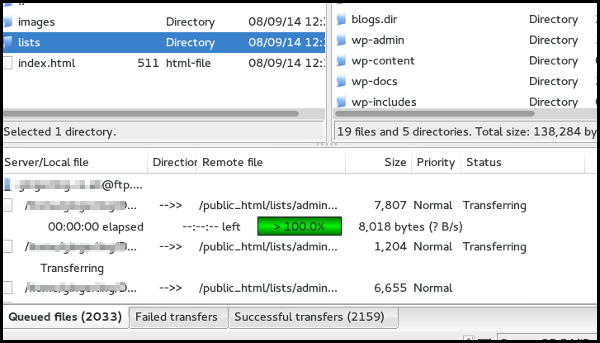 images Directory 08/09/14 12:
blogs.dir Directory
lists Directory 08/09/14 12:
wp-admin Directory
index.html 511 html-file 08/09/14 12:
wp-content Directory
wp-docs Directory
wp-includes Directory
Selected 1 directory.
19 files and 5 directories. Total size: 138,284 by
Server/Local file Direction Remote file Size Priority Status
@ftp....
-->> /public_html/lists/admin... 7,807 Normal Transferring
00:00:00 elapsed --:--:-- left > 100.0% 8,018 bytes (? B/s)
-->> /public_html/lists/admin... 1,204 Normal Transferring
Transferring
-->> /public_html/lists/admin... 6,655 Normal
Queued files (2033) Failed transfers Successful transfers (2159)